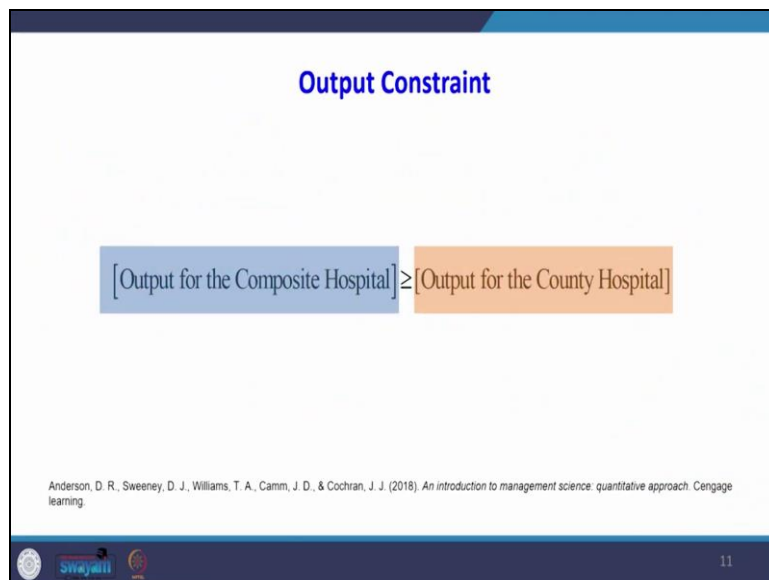 Output Constraint
[Output for the Composite Hospital] ≥ [Output for the County Hospital]
Anderson, D. R., Sweeney, D. J., Williams, T. A., Camm, J. D., & Cochran, J. J. (2018). An introduction to management science: quantitative approach. Cengage
learning.
swayam
11